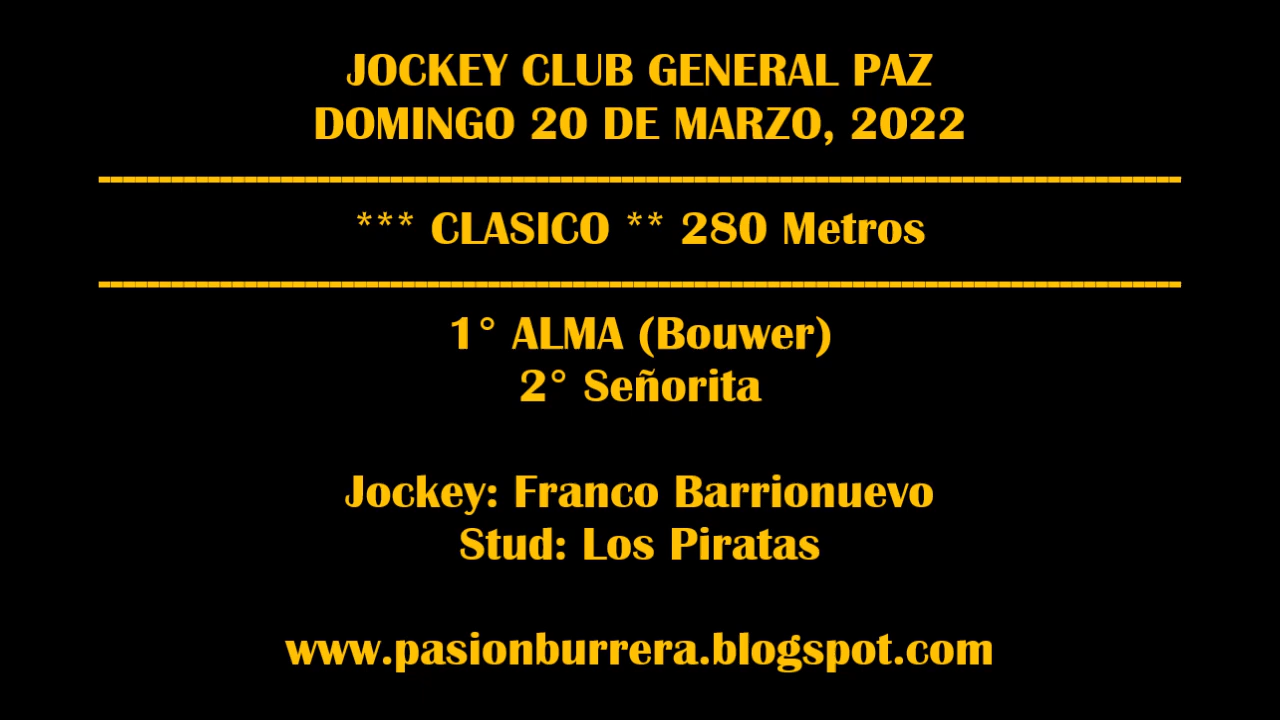 JOCKEY CLUB GENERAL PAZ
DOMINGO 20 DE MARZO, 2022
*** CLASICO ** 280 Metros
1° ALMA (Bouwer)
2° Señorita
Jockey: Franco Barrionuevo
Stud: Los Piratas
www.pasionburrera.blogspot.com